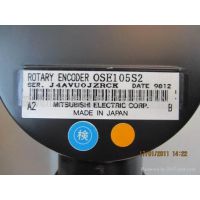 ROTARY ENCODER OSE105S2
SER. J4AVU0JZRCK DATE 9812
A2 MITSUBISHI ELECTRIC CORP. B
MADE IN JAPAN
検
01/01/2011 14:22